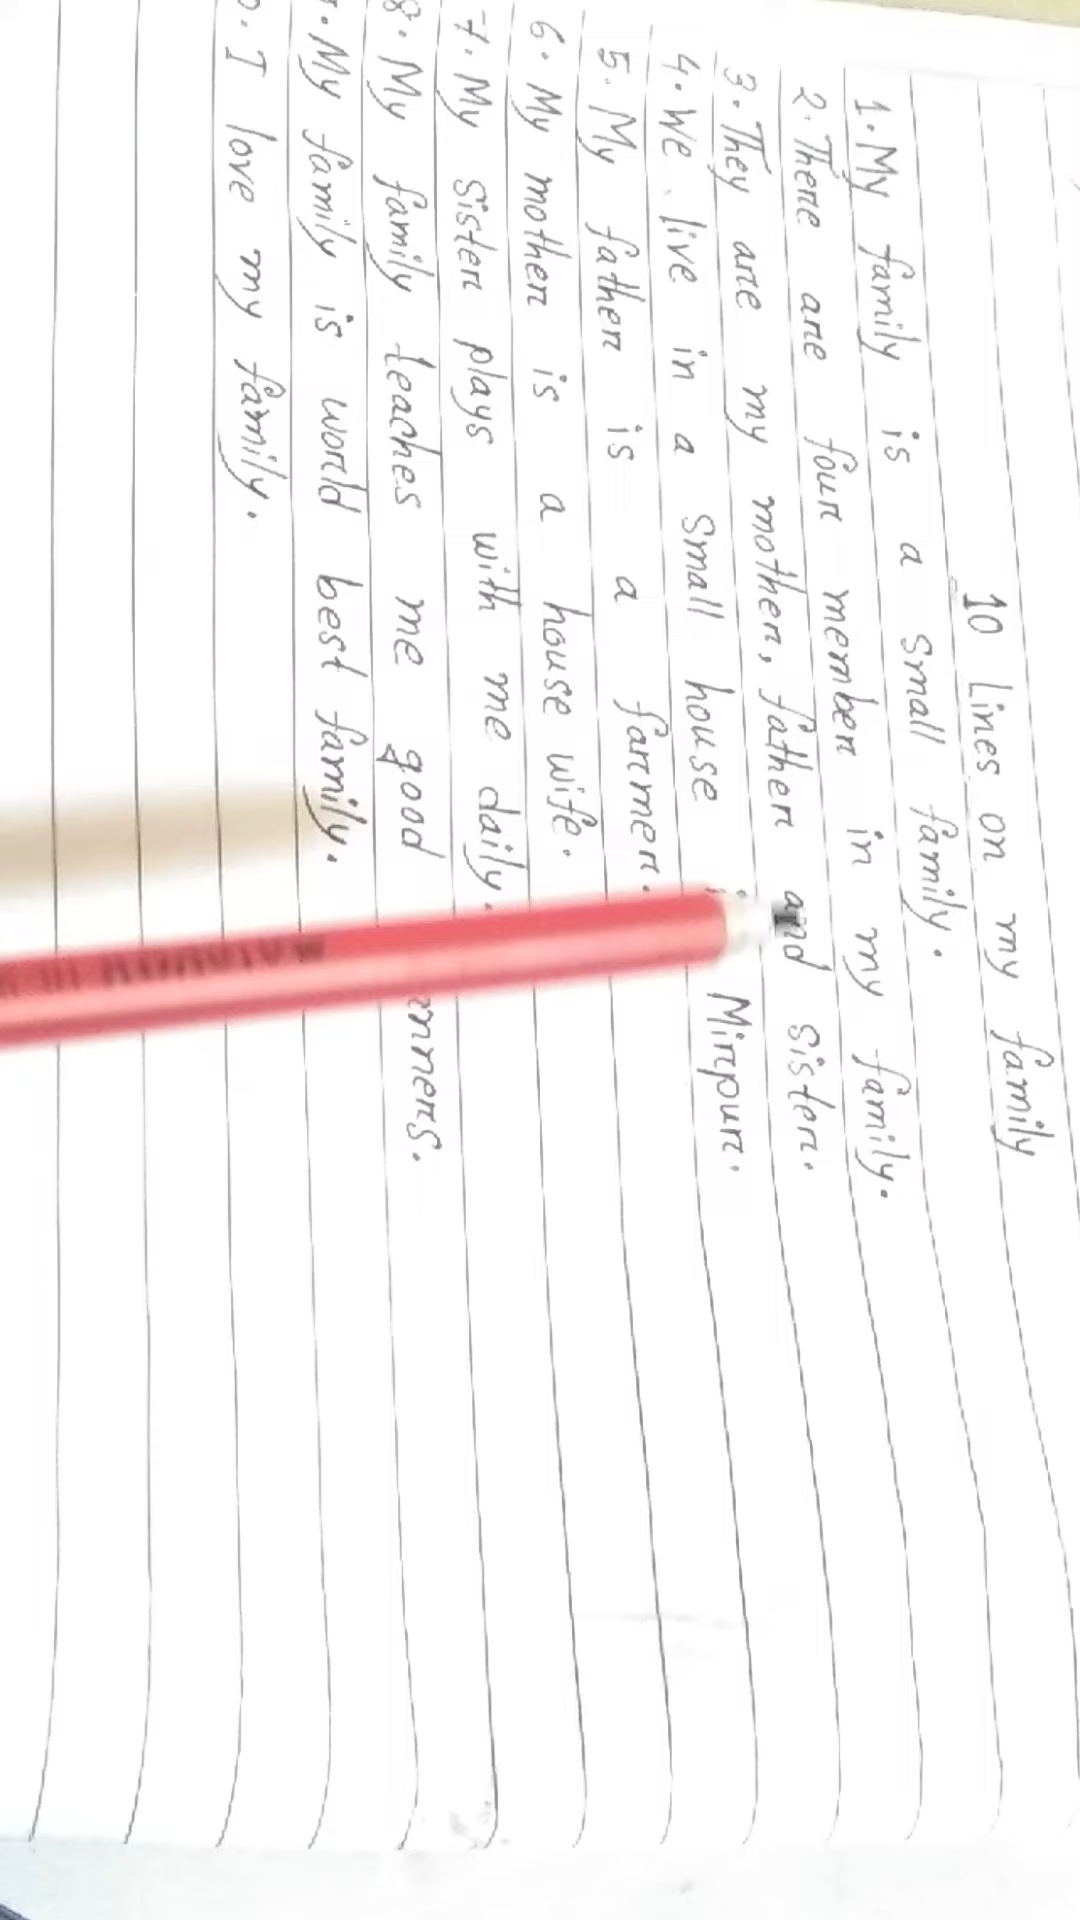 10 Lines on my family
1. My family is a small family.
2. There are four member in my family.
3. They are my mother, father and sister.
4. We live in a small house Mirpur.
5. My father is a farmer.
6. My mother is a house wife.
7. My sister plays with me daily.
8. My family teaches me good
. My family is world best family.
. I love my family.